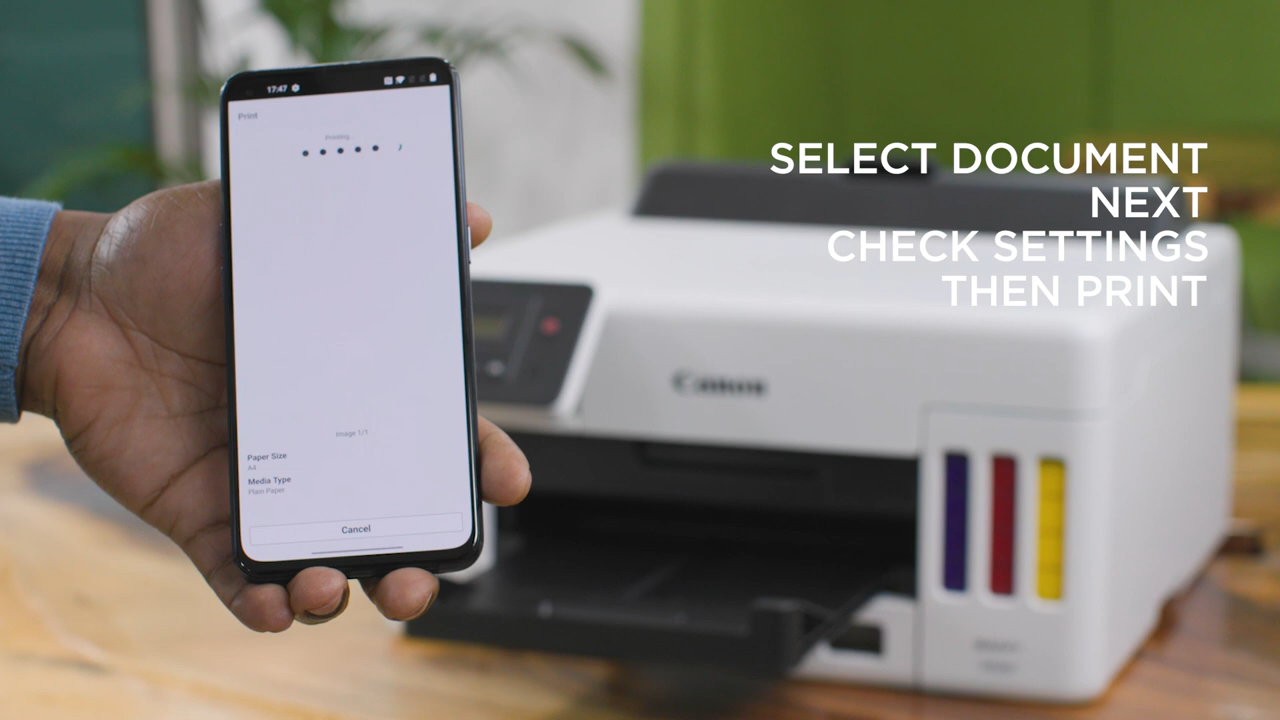 17:47
Print
Printing...
Image 1/1
Paper Size
A4
Media Type
Plain Paper
Cancel
SELECT DOCUMENT
NEXT
CHECK SETTINGS
THEN PRINT
Canon